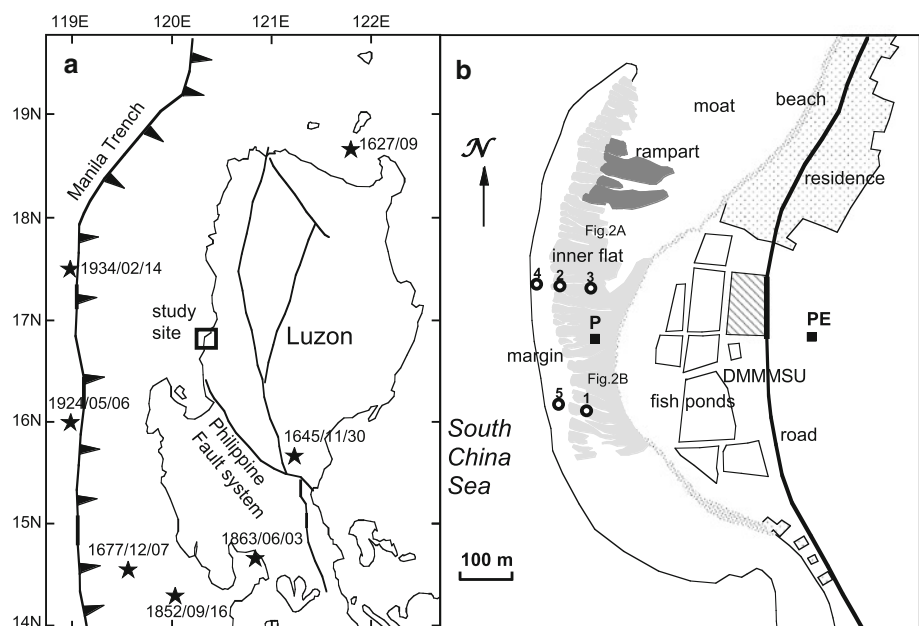 119E 120E 121E 122E
a
19N
18N
17N
16N
15N
14N
Manila Trench
1627/09
1934/02/14
study
site
Luzon
1924/05/06
1645/11/30
Philippine
Fault system
1863/06/03
1677/12/07
1852/09/16
b
moat
beach
N
rampart
residence
Fig.2A
inner flat
4 2 3
P
PE
margin
Fig.2B
DMMMSU
5 1
fish ponds
road
South
China
Sea
100 m